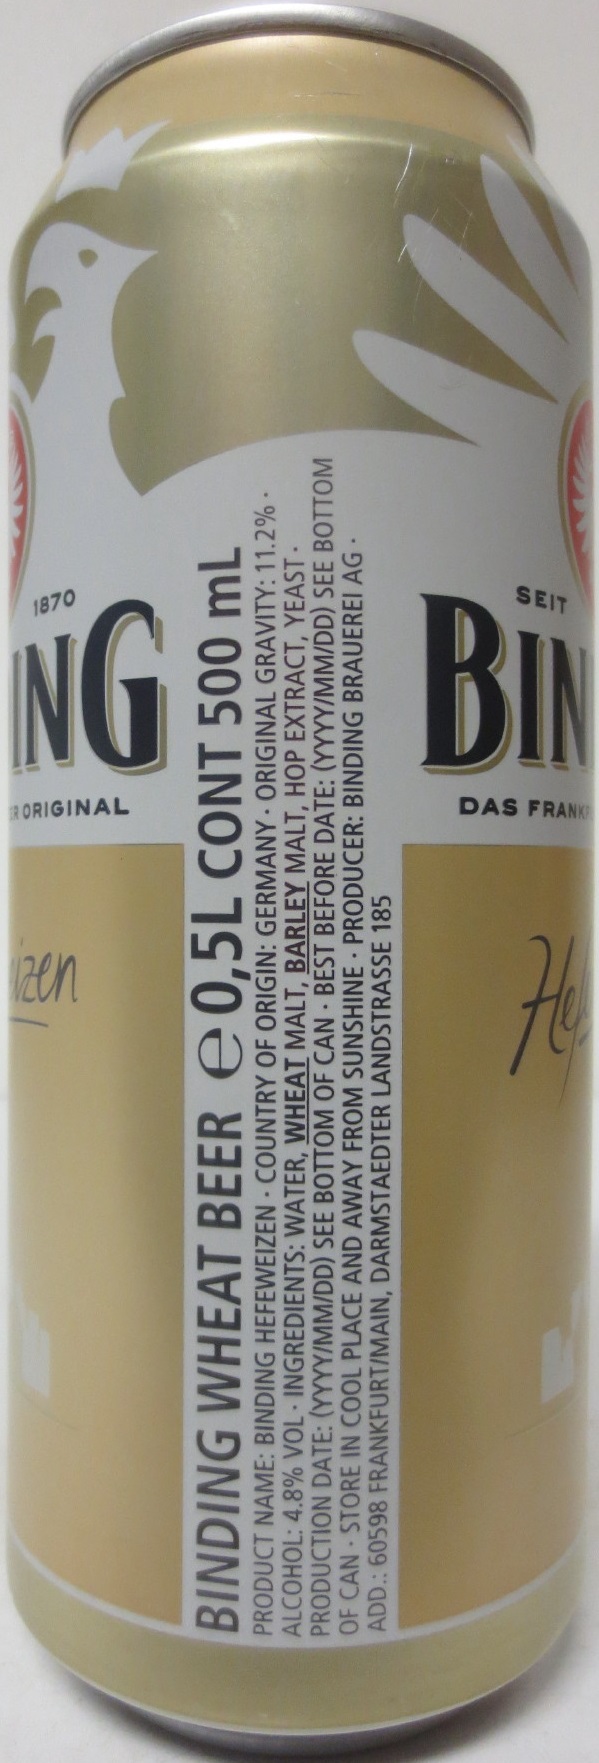 1870
ING
R ORIGINAL
eizen
BINDING WHEAT BEER ℮ 0,5L CONT 500 mL
PRODUCT NAME: BINDING HEFEWEIZEN · COUNTRY OF ORIGIN: GERMANY · ORIGINAL GRAVITY: 11.2% ·
ALCOHOL: 4.8% VOL · INGREDIENTS: WATER, WHEAT MALT, BARLEY MALT, HOP EXTRACT, YEAST ·
PRODUCTION DATE: (YYYY/MM/DD) SEE BOTTOM OF CAN · BEST BEFORE DATE: (YYYY/MM/DD) SEE BOTTOM
OF CAN · STORE IN COOL PLACE AND AWAY FROM SUNSHINE · PRODUCER: BINDING BRAUEREI AG ·
ADD.: 60598 FRANKFURT/MAIN, DARMSTAEDTER LANDSTRASSE 185
SEIT
BIN
DAS FRANKF
Hefe